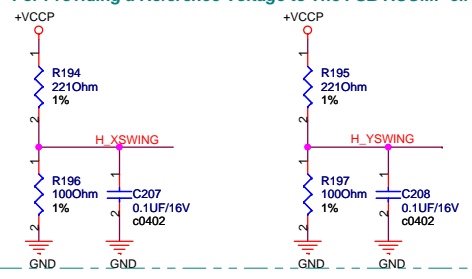 +VCCP
1
R194
221Ohm
1%
2
H_XSWING
1
R196
100Ohm
1%
2
1
C207
0.1UF/16V
c0402
2
GND
GND
+VCCP
1
R195
221Ohm
1%
2
H_YSWING
1
R197
100Ohm
1%
2
1
C208
0.1UF/16V
c0402
2
GND
GND